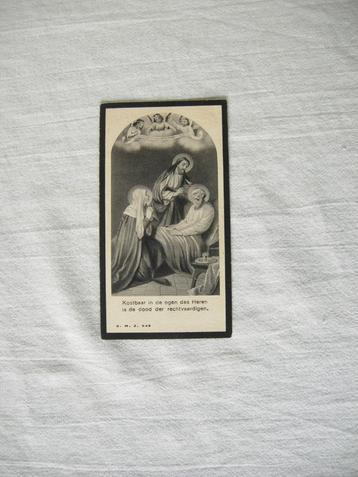 Kostbaar in de ogen des Heren
is de dood der rechtvaardigen.